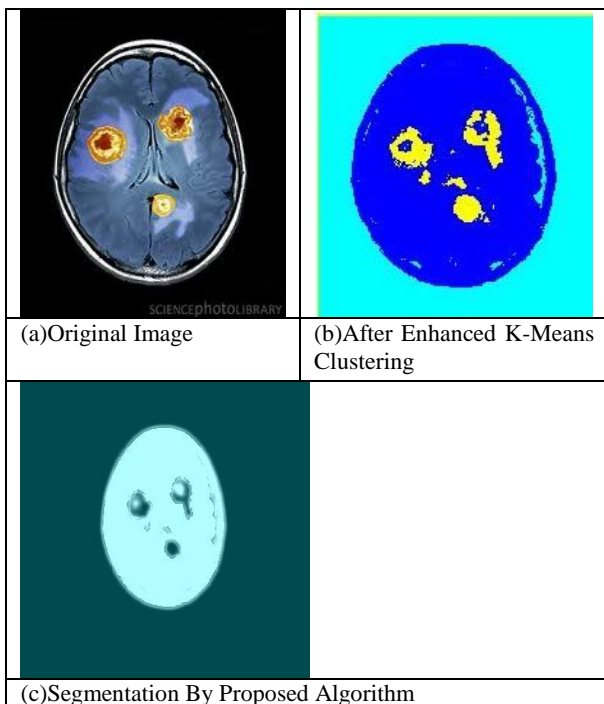 SCIENCEphotoLIBRARY
(a)Original Image
(b)After Enhanced K-Means
Clustering
(c)Segmentation By Proposed Algorithm